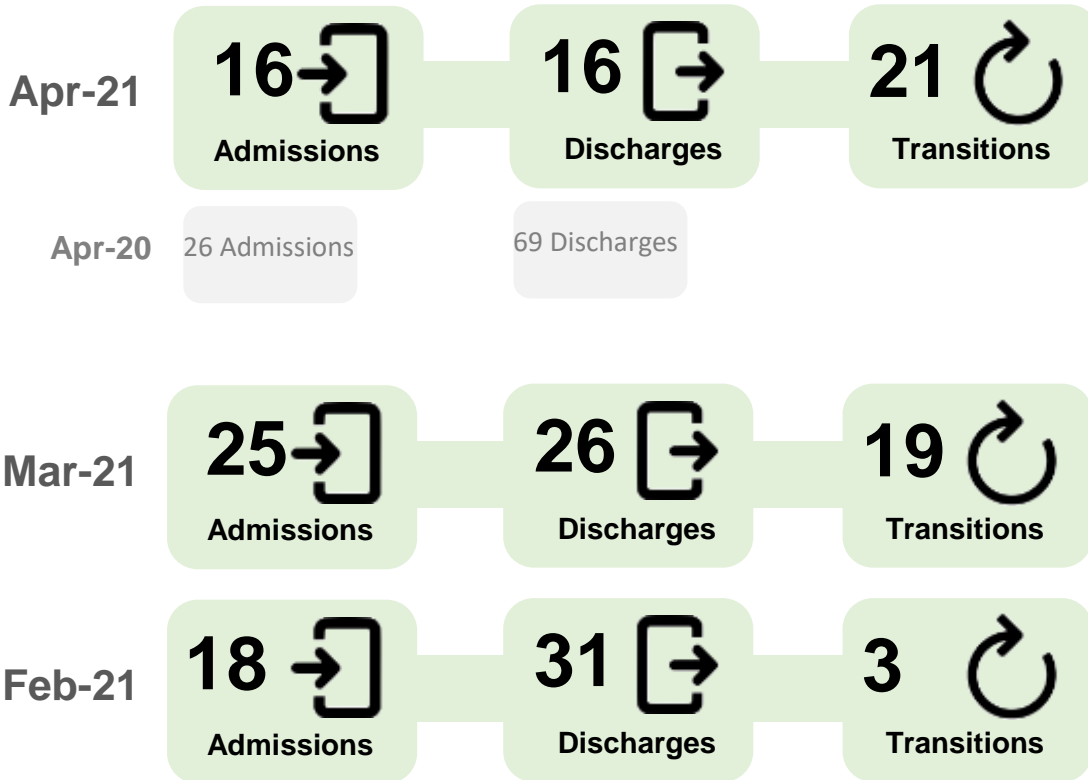 Apr-21
16
Admissions
16
Discharges
21
Transitions
Apr-20
26 Admissions
69 Discharges
Mar-21
25
Admissions
26
Discharges
19
Transitions
Feb-21
18
Admissions
31
Discharges
3
Transitions